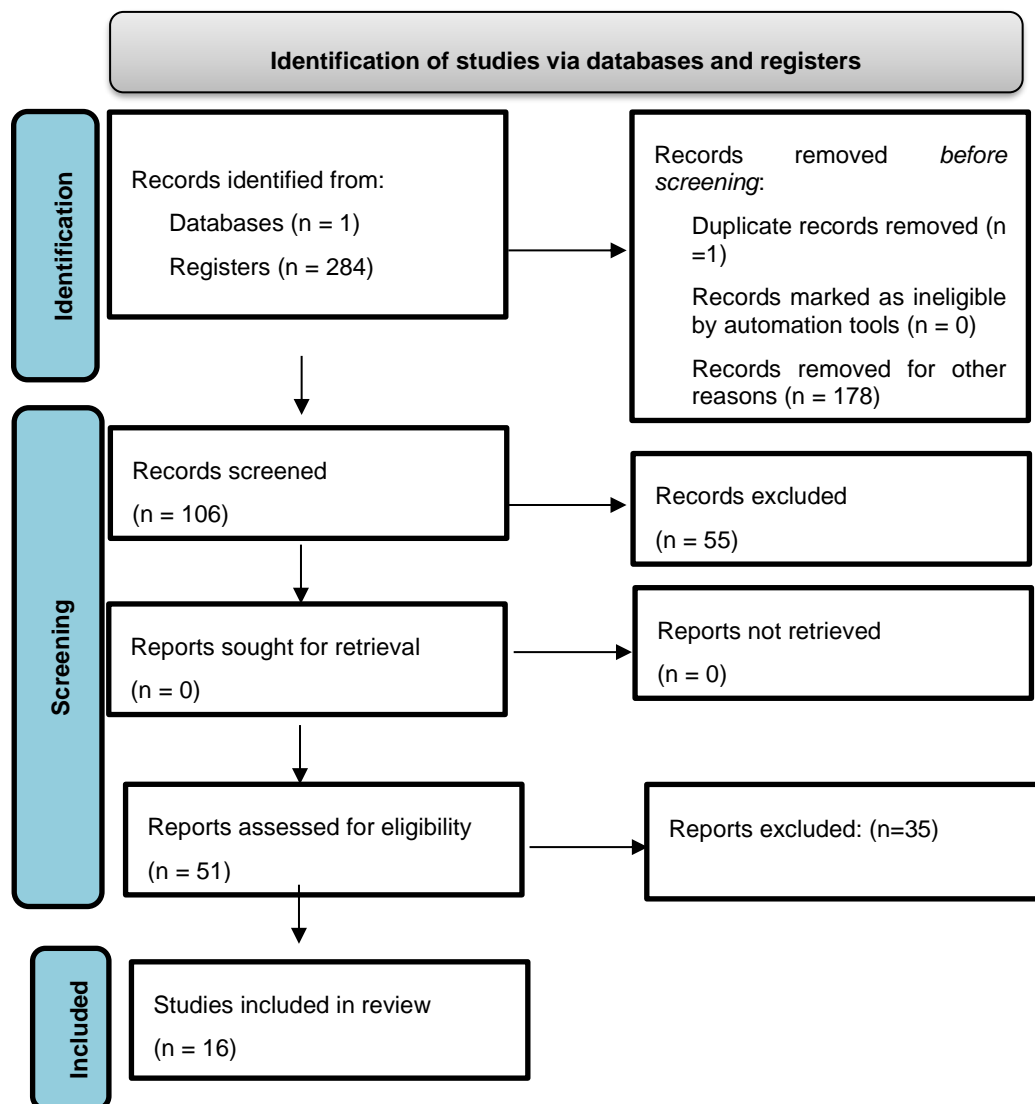 Identification of studies via databases and registers
Identification
Records identified from:
Databases (n = 1)
Registers (n = 284)
Records removed before
screening:
Duplicate records removed (n
=1)
Records marked as ineligible
by automation tools (n = 0)
Records removed for other
reasons (n = 178)
Screening
Records screened
(n = 106)
Records excluded
(n = 55)
Reports sought for retrieval
(n = 0)
Reports not retrieved
(n = 0)
Reports assessed for eligibility
(n = 51)
Reports excluded: (n=35)
Included
Studies included in review
(n = 16)